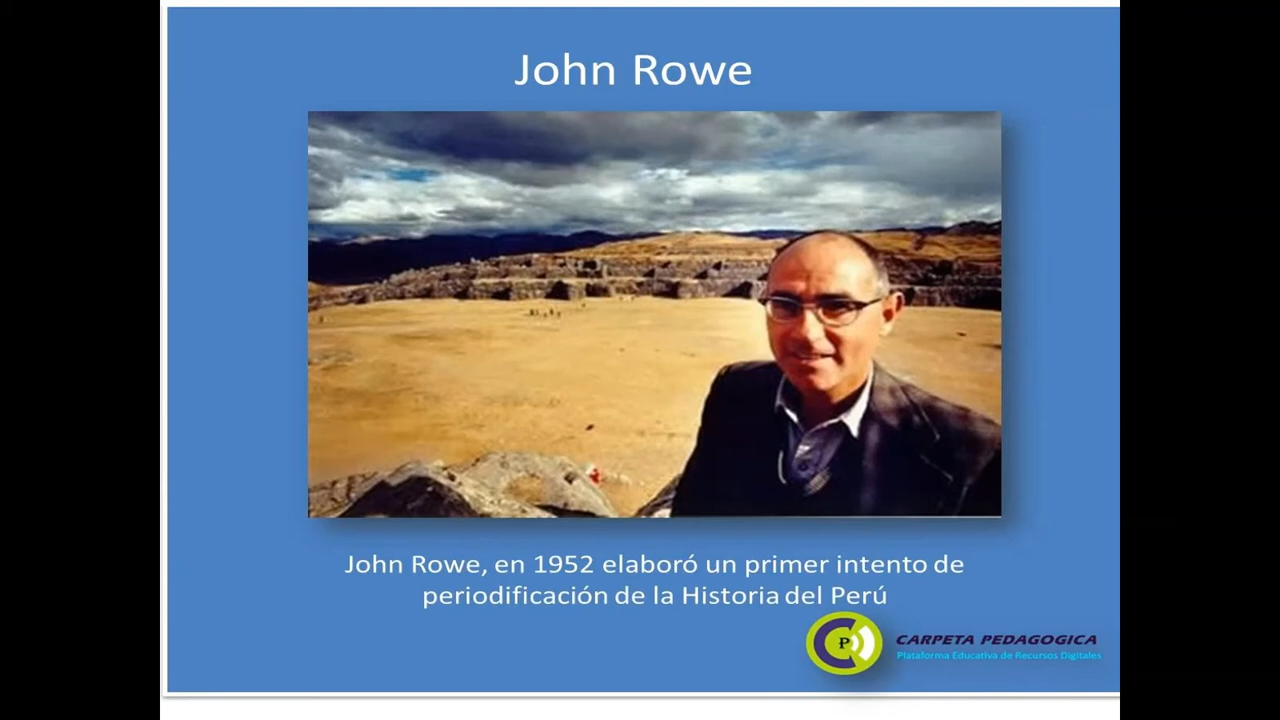 John Rowe
John Rowe, en 1952 elaboró un primer intento de
periodificación de la Historia del Perú
P
CARPETA PEDAGOGICA
Plataforma Educativa de Recursos Digitales